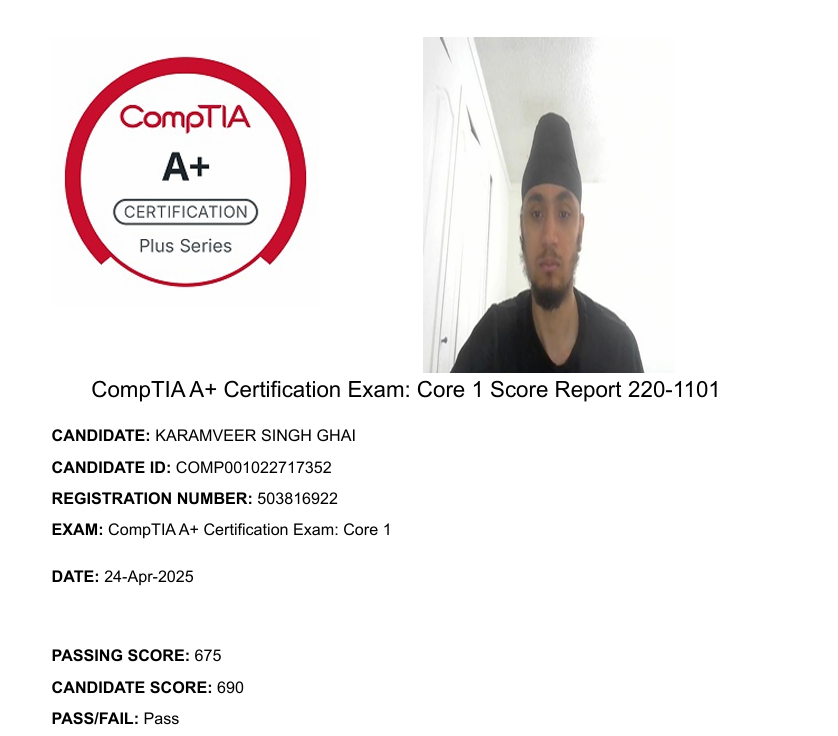 CompTIA
A+
CERTIFICATION
Plus Series
CompTIA A+ Certification Exam: Core 1 Score Report 220-1101
CANDIDATE: KARAMVEER SINGH GHAI
CANDIDATE ID: COMP001022717352
REGISTRATION NUMBER: 503816922
EXAM: CompTIA A+ Certification Exam: Core 1
DATE: 24-Apr-2025
PASSING SCORE: 675
CANDIDATE SCORE: 690
PASS/FAIL: Pass